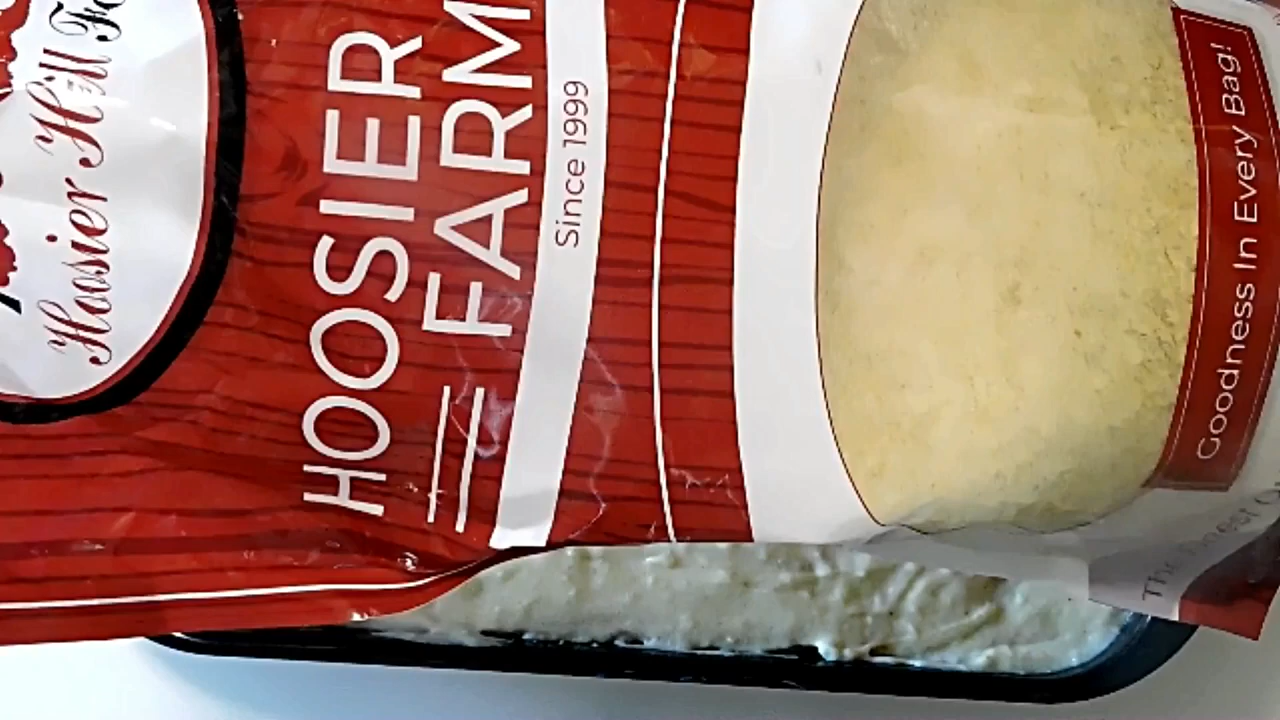 Hoosier Hill
HOOSIER
FARM
Since 1999
Goodness In Every Bag!